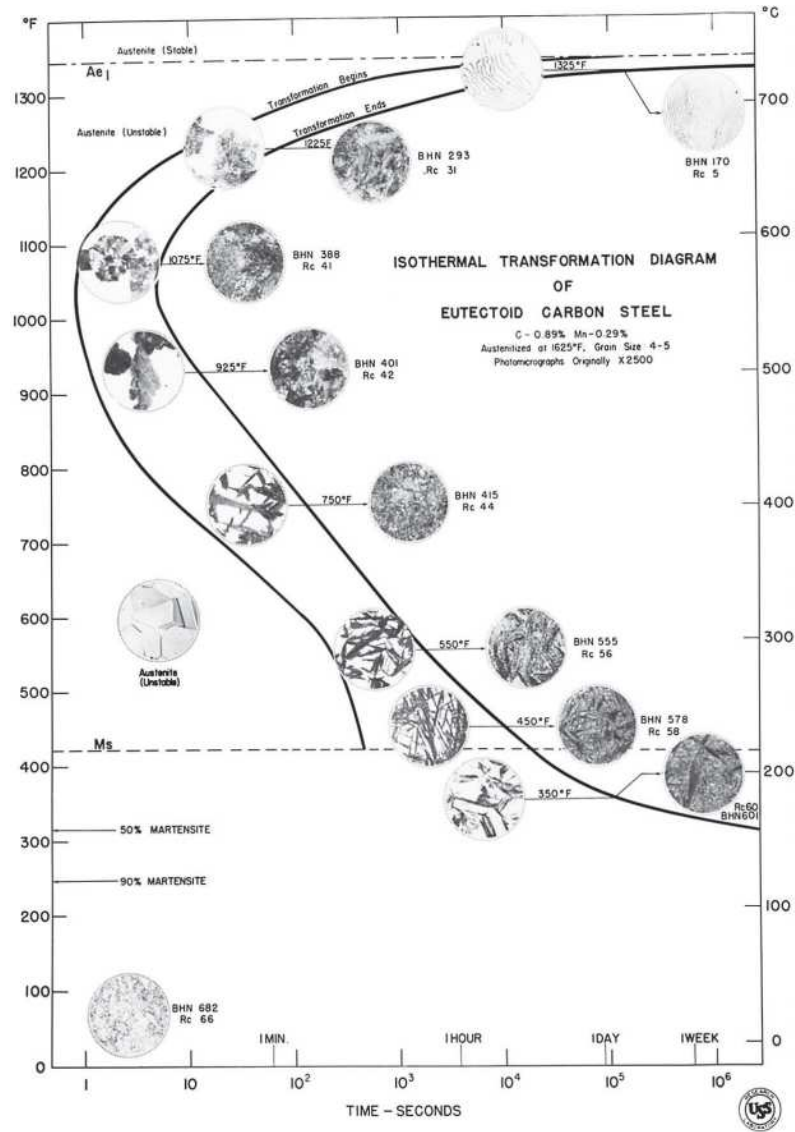 °F
°C
Austenite (Stable)
Ae1
1300
1200
1100
1000
900
800
700
600
500
400
300
200
100
0
700
600
500
400
300
200
100
0
Transformation Begins
Transformation Ends
Austenite (Unstable)
1325°F
BHN 170
Rc 5
1225F
BHN 293
Rc 31
1075°F
BHN 388
Rc 41
ISOTHERMAL TRANSFORMATION DIAGRAM
OF
EUTECTOID CARBON STEEL
C-0.89% Mn-0.29%
Austenitized at 1625°F, Grain Size 4-5
Photomicrographs Originally X2500
925°F
BHN 401
Rc 42
750°F
BHN 415
Rc 44
Austenite
(Unstable)
550°F
BHN 555
Rc 56
450°F
BHN 578
Rc 58
Ms
350°F
Rc60
BHN601
50% MARTENSITE
90% MARTENSITE
BHN 682
Rc 66
1 MIN.
1 HOUR
1 DAY
1 WEEK
1
10
10²
10³
10⁴
10⁵
10⁶
TIME – SECONDS
RESEARCH
USS
LABORATORY